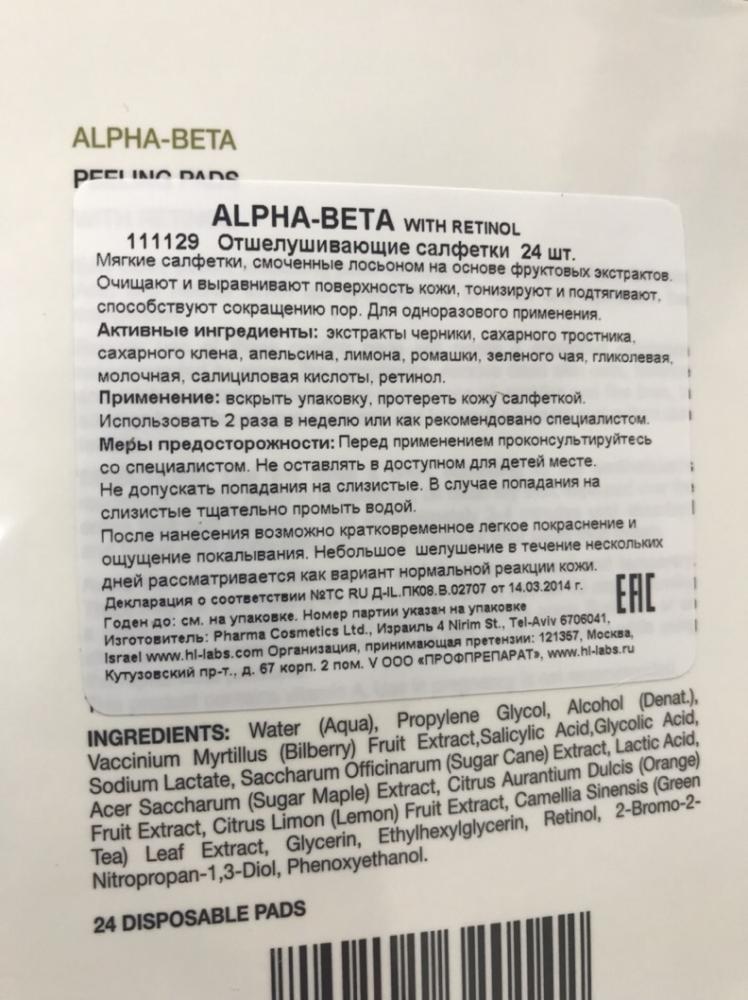 ALPHA-BETA
PEELING PADS
ALPHA-BETA WITH RETINOL
111129 Отшелушивающие салфетки 24 шт.
Мягкие салфетки, смоченные лосьоном на основе фруктовых экстрактов.
Очищают и выравнивают поверхность кожи, тонизируют и подтягивают,
способствуют сокращению пор. Для одноразового применения.
Активные ингредиенты: экстракты черники, сахарного тростника,
сахарного клена, апельсина, лимона, ромашки, зеленого чая, гликолевая,
молочная, салициловая кислоты, ретинол.
Применение: вскрыть упаковку, протереть кожу салфеткой.
Использовать 2 раза в неделю или как рекомендовано специалистом.
Меры предосторожности: Перед применением проконсультируйтесь
со специалистом. Не оставлять в доступном для детей месте.
Не допускать попадания на слизистые. В случае попадания на
слизистые тщательно промыть водой.
После нанесения возможно кратковременное легкое покраснение и
ощущение покалывания. Небольшое шелушение в течение нескольких
дней рассматривается как вариант нормальной реакции кожи.
Декларация о соответствии №ТС RU Д-IL.ПК08.В.02707 от 14.03.2014 г.
EAC
Годен до: см. на упаковке. Номер партии указан на упаковке
Изготовитель: Pharma Cosmetics Ltd., Израиль 4 Nirim St., Tel-Aviv 6706041,
Israel www.hl-labs.com Организация, принимающая претензии: 121357, Москва,
Кутузовский пр-т., д. 67 корп. 2 пом. V ООО «ПРОФПРЕПАРАТ», www.hl-labs.ru
INGREDIENTS: Water (Aqua), Propylene Glycol, Alcohol (Denat.),
Vaccinium Myrtillus (Bilberry) Fruit Extract,Salicylic Acid,Glycolic Acid,
Sodium Lactate, Saccharum Officinarum (Sugar Cane) Extract, Lactic Acid,
Acer Saccharum (Sugar Maple) Extract, Citrus Aurantium Dulcis (Orange)
Fruit Extract, Citrus Limon (Lemon) Fruit Extract, Camellia Sinensis (Green
Tea) Leaf Extract, Glycerin, Ethylhexylglycerin, Retinol, 2-Bromo-2-
Nitropropan-1,3-Diol, Phenoxyethanol.
24 DISPOSABLE PADS